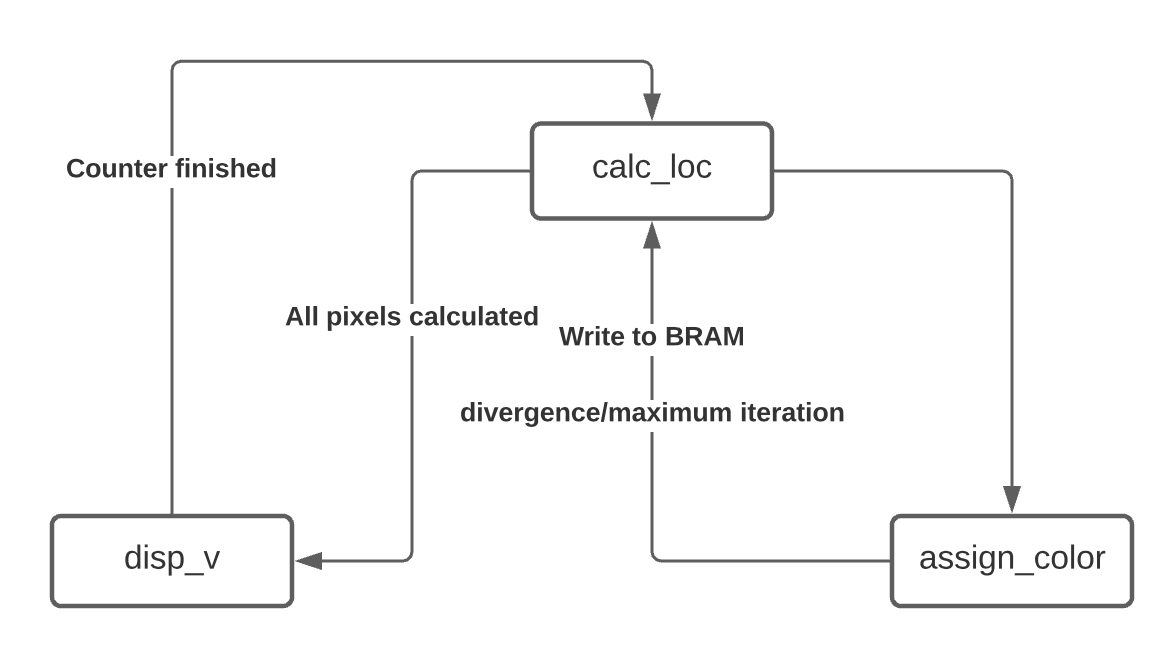 calc_loc
Counter finished
All pixels calculated
Write to BRAM
divergence/maximum iteration
disp_v
assign_color